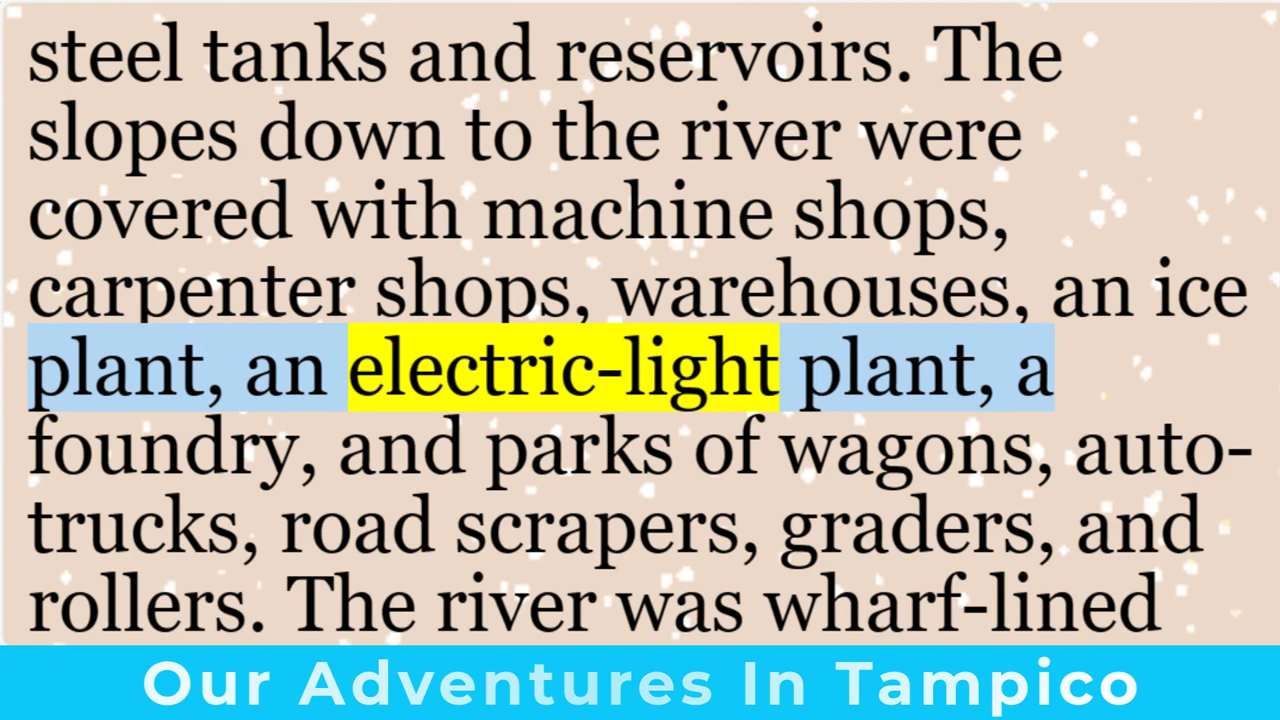 steel tanks and reservoirs. The
slopes down to the river were
covered with machine shops,
carpenter shops, warehouses, an ice
plant, an electric-light plant, a
foundry, and parks of wagons, auto-
trucks, road scrapers, graders, and
rollers. The river was wharf-lined
Our Adventures In Tampico